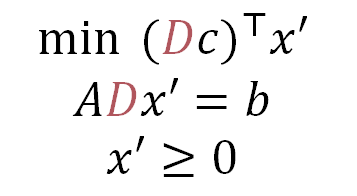 min (Dc)ᵀx′
ADx′ = b
x′ ≥ 0